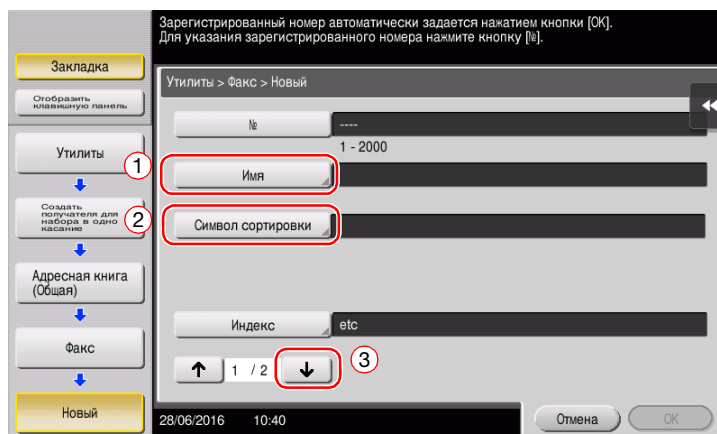 Зарегистрированный номер автоматически задается нажатием кнопки [OK].
Для указания зарегистрированного номера нажмите кнопку [№].
Закладка
Отобразить
клавишную панель
Утилиты
1
Создать
получателя для
набора в одно
касание
2
Адресная книга
(Общая)
Факс
Новый
Утилиты > Факс > Новый
№
----
1 - 2000
Имя
Символ сортировки
Индекс
etc
1 / 2
3
28/06/2016 10:40
Отмена
OK